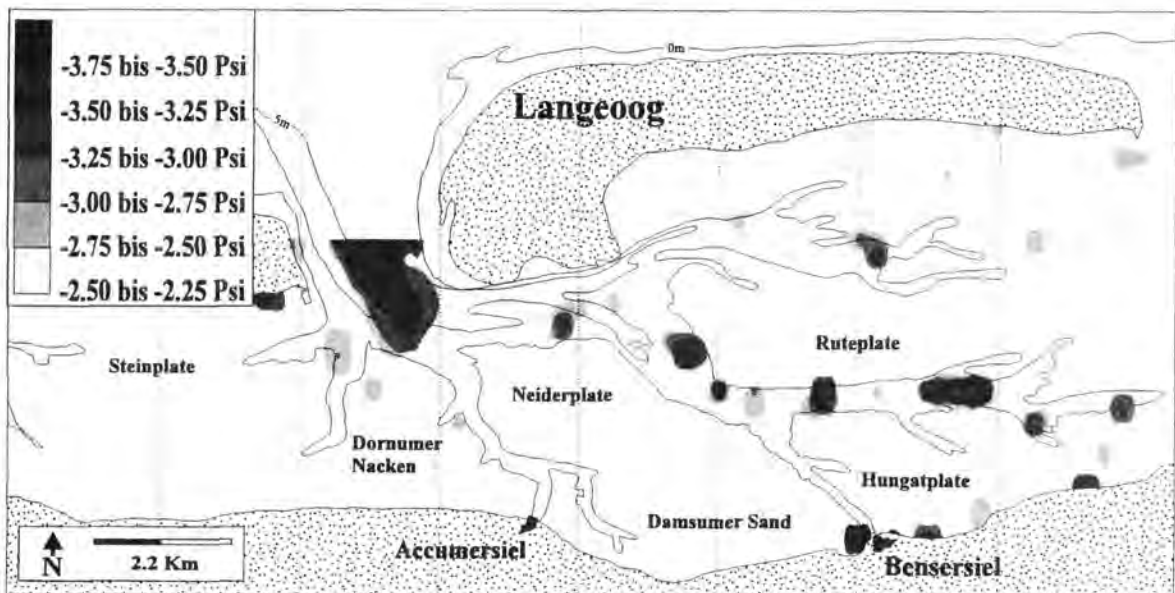 -3.75 bis -3.50 Psi
-3.50 bis -3.25 Psi
-3.25 bis -3.00 Psi
-3.00 bis -2.75 Psi
-2.75 bis -2.50 Psi
-2.50 bis -2.25 Psi
0m
5m
Langeoog
Steinplate
Ruteplate
Neiderplate
Dornumer
Nacken
Hungatplate
Damsumer Sand
Accumersiel
Bensersiel
N
2.2 Km